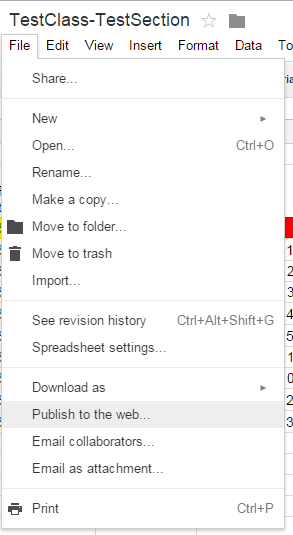 TestClass-TestSection
File Edit View Insert Format Data
Share...
New
Open... Ctrl+O
Rename...
Make a copy...
Move to folder...
Move to trash
1
Import...
See revision history Ctrl+Alt+Shift+G
Spreadsheet settings...
Download as
Publish to the web...
Email collaborators...
Email as attachment...
Print Ctrl+P